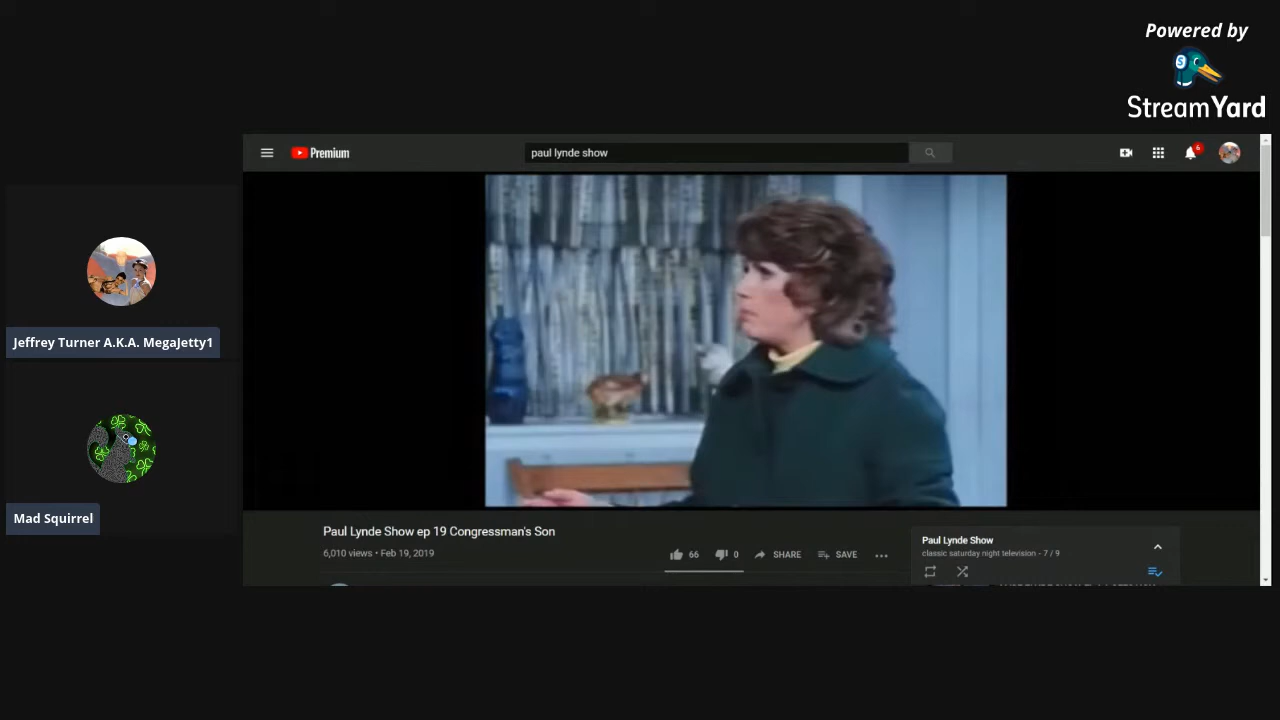 Powered by
StreamYard
Premium
paul lynde show
6
Jeffrey Turner A.K.A. MegaJetty1
Mad Squirrel
Paul Lynde Show ep 19 Congressman's Son
6,010 views • Feb 19, 2019
66
0
SHARE
SAVE
Paul Lynde Show
classic saturday night television - 7 / 9